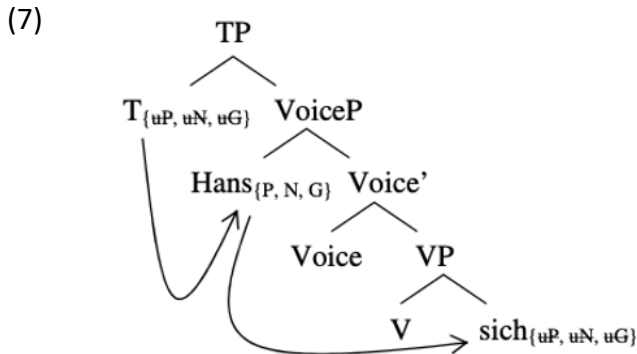 (7)
TP
T{uP, uN, uG} VoiceP
Hans{P, N, G} Voice’
Voice VP
V sich{uP, uN, uG}